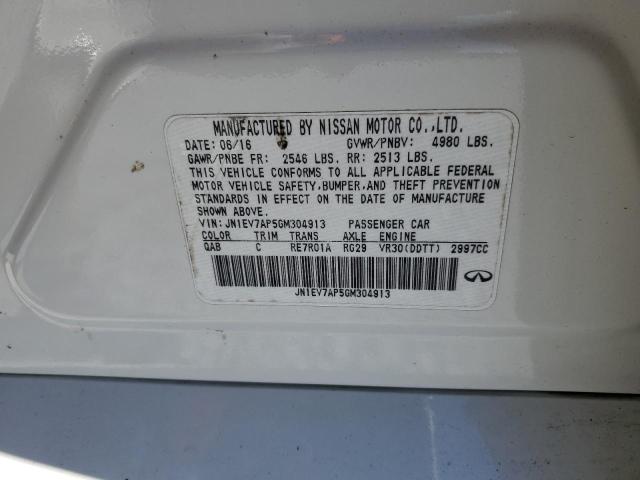 MANUFACTURED BY NISSAN MOTOR CO.,LTD.
DATE: 06/16 GVWR/PNBV: 4980 LBS.
GAWR/PNBE FR: 2546 LBS. RR: 2513 LBS.
THIS VEHICLE CONFORMS TO ALL APPLICABLE FEDERAL
MOTOR VEHICLE SAFETY,BUMPER,AND THEFT PREVENTION
STANDARDS IN EFFECT ON THE DATE OF MANUFACTURE
SHOWN ABOVE.
VIN: JN1EV7AP5GM304913 PASSENGER CAR
COLOR TRIM TRANS AXLE ENGINE
QAB C RE7R01A RG29 VR30(DDTT) 2997CC
JN1EV7AP5GM304913